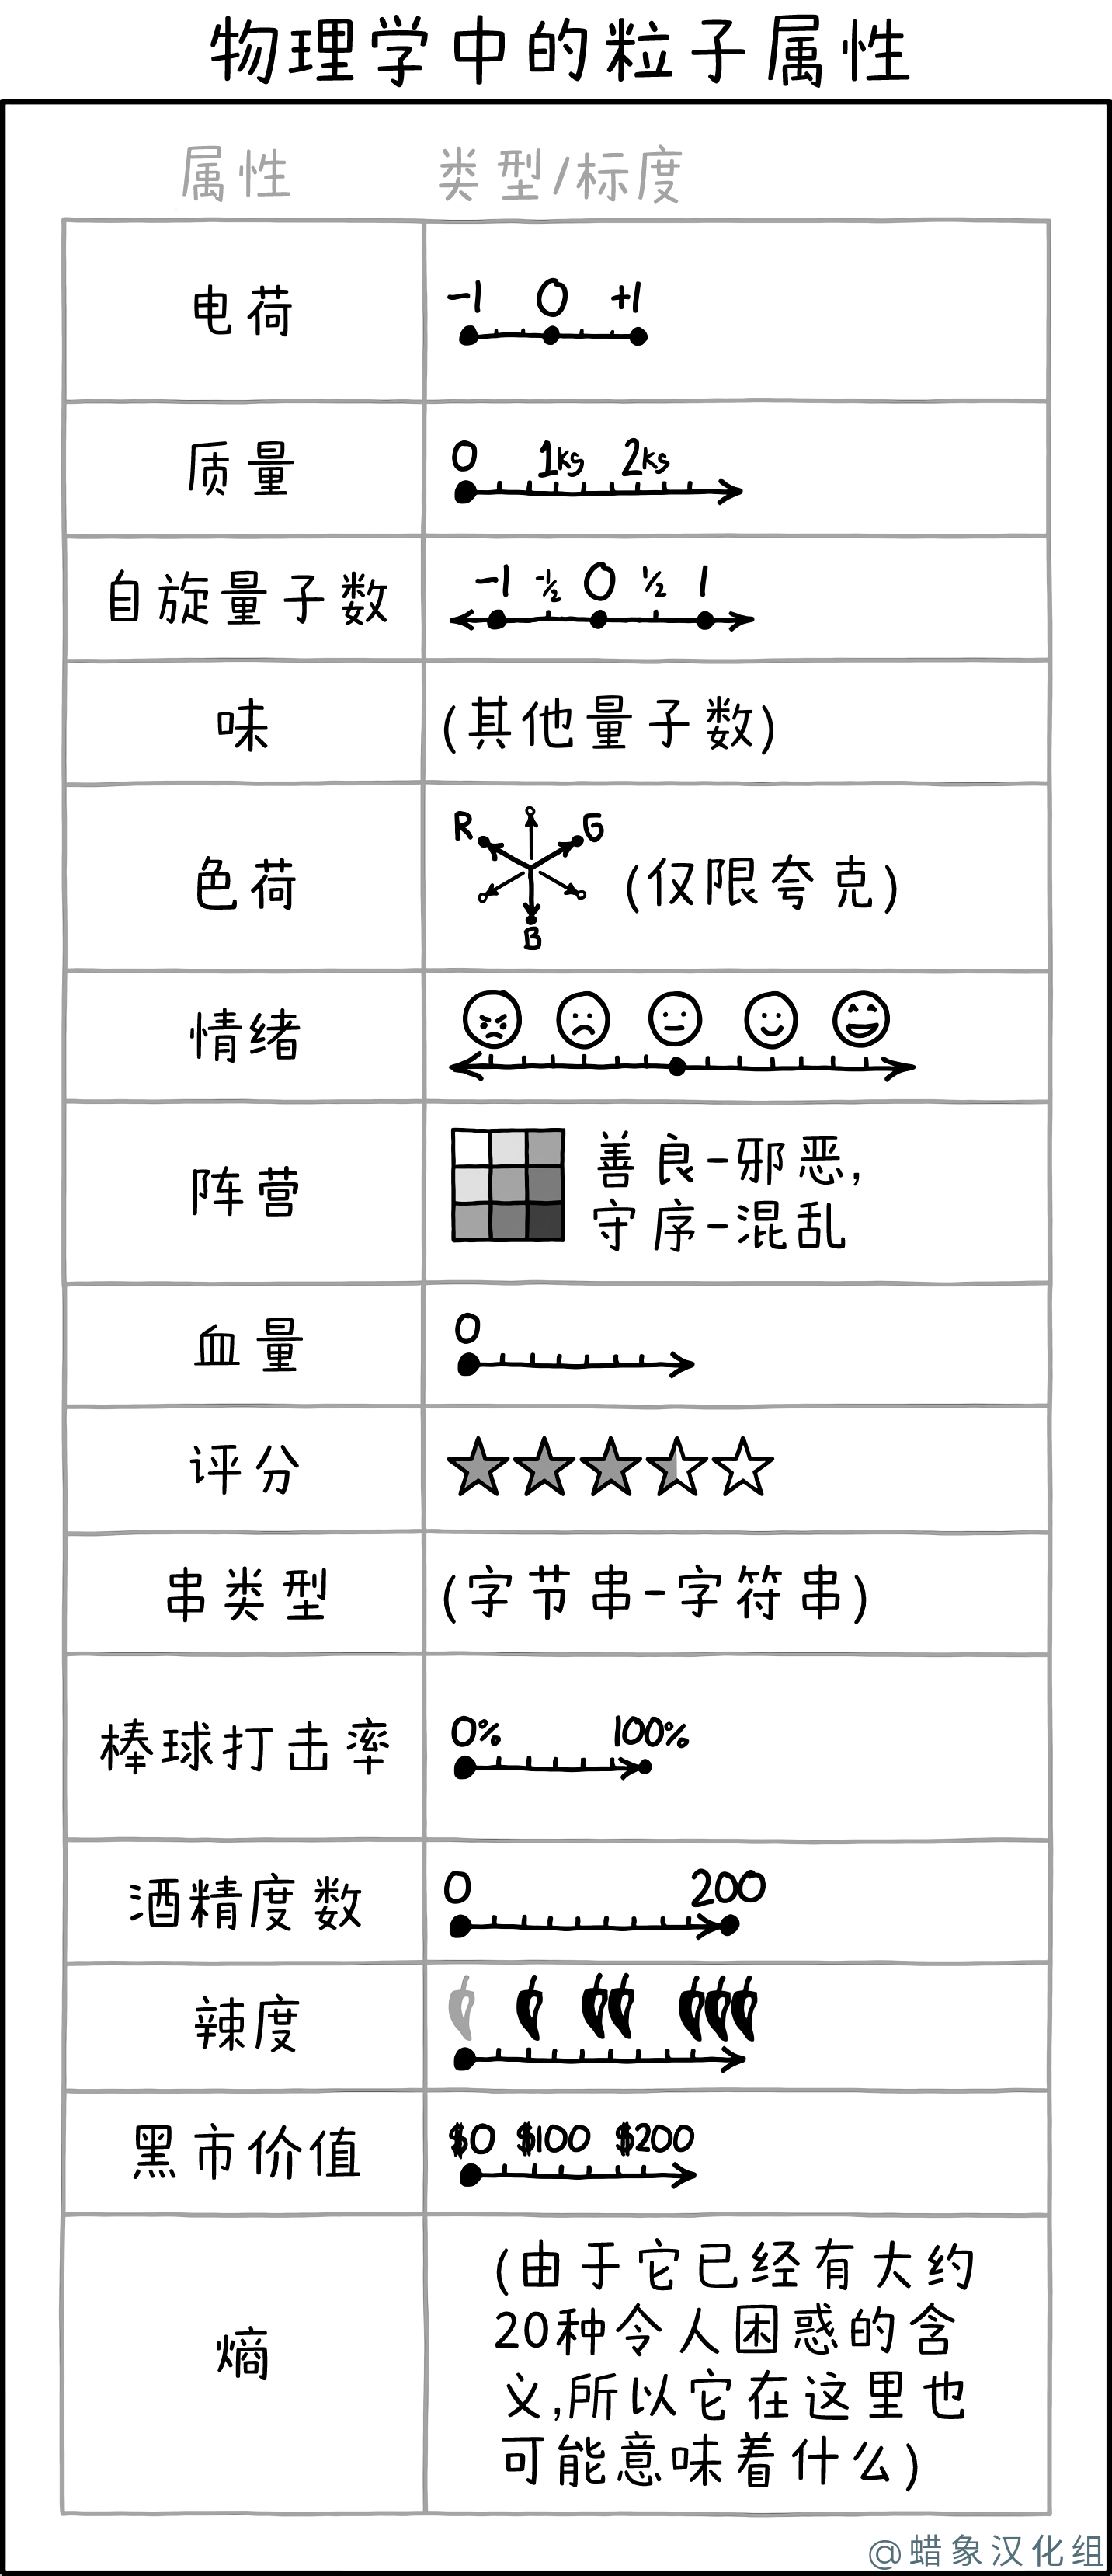 物理学中的粒子属性
属性 类型/标度
电荷
-1 0 +1
质量
0 1kg 2kg
自旋量子数
-1 -½ 0 ½ 1
味
(其他量子数)
色荷
R G
B
(仅限夸克)
情绪
阵营
善良-邪恶,
守序-混乱
血量
0
评分
串类型
(字节串-字符串)
棒球打击率
0% 100%
酒精度数
0 200
辣度
黑市价值
$0 $100 $200
熵
(由于它已经有大约
20种令人困惑的含
义,所以它在这里也
可能意味着什么)
@蜡象汉化组